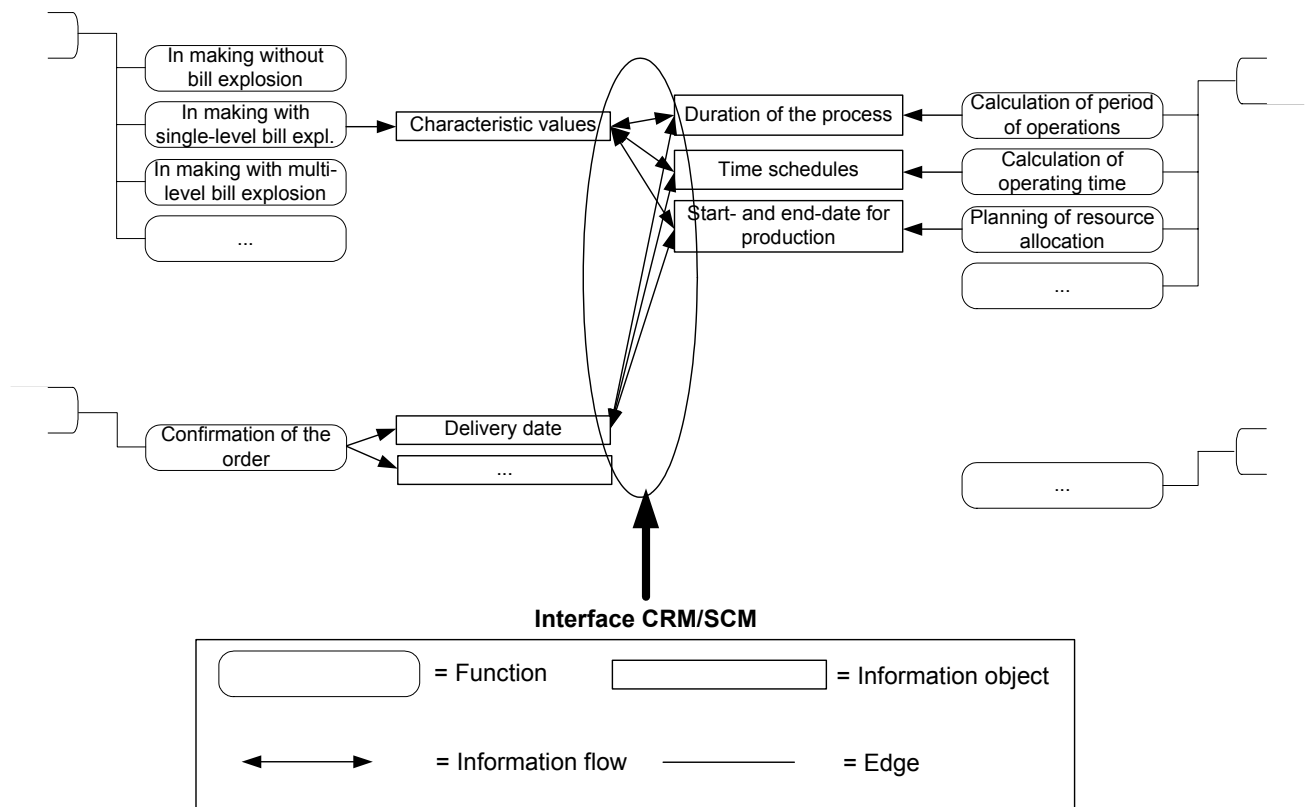 In making without
bill explosion
In making with
single-level bill expl.
In making with multi-
level bill explosion
...
Characteristic values
Duration of the process
Time schedules
Start- and end-date for
production
Calculation of period
of operations
Calculation of
operating time
Planning of resource
allocation
...
Confirmation of the
order
Delivery date
...
...
Interface CRM/SCM
= Function
= Information object
= Information flow
= Edge